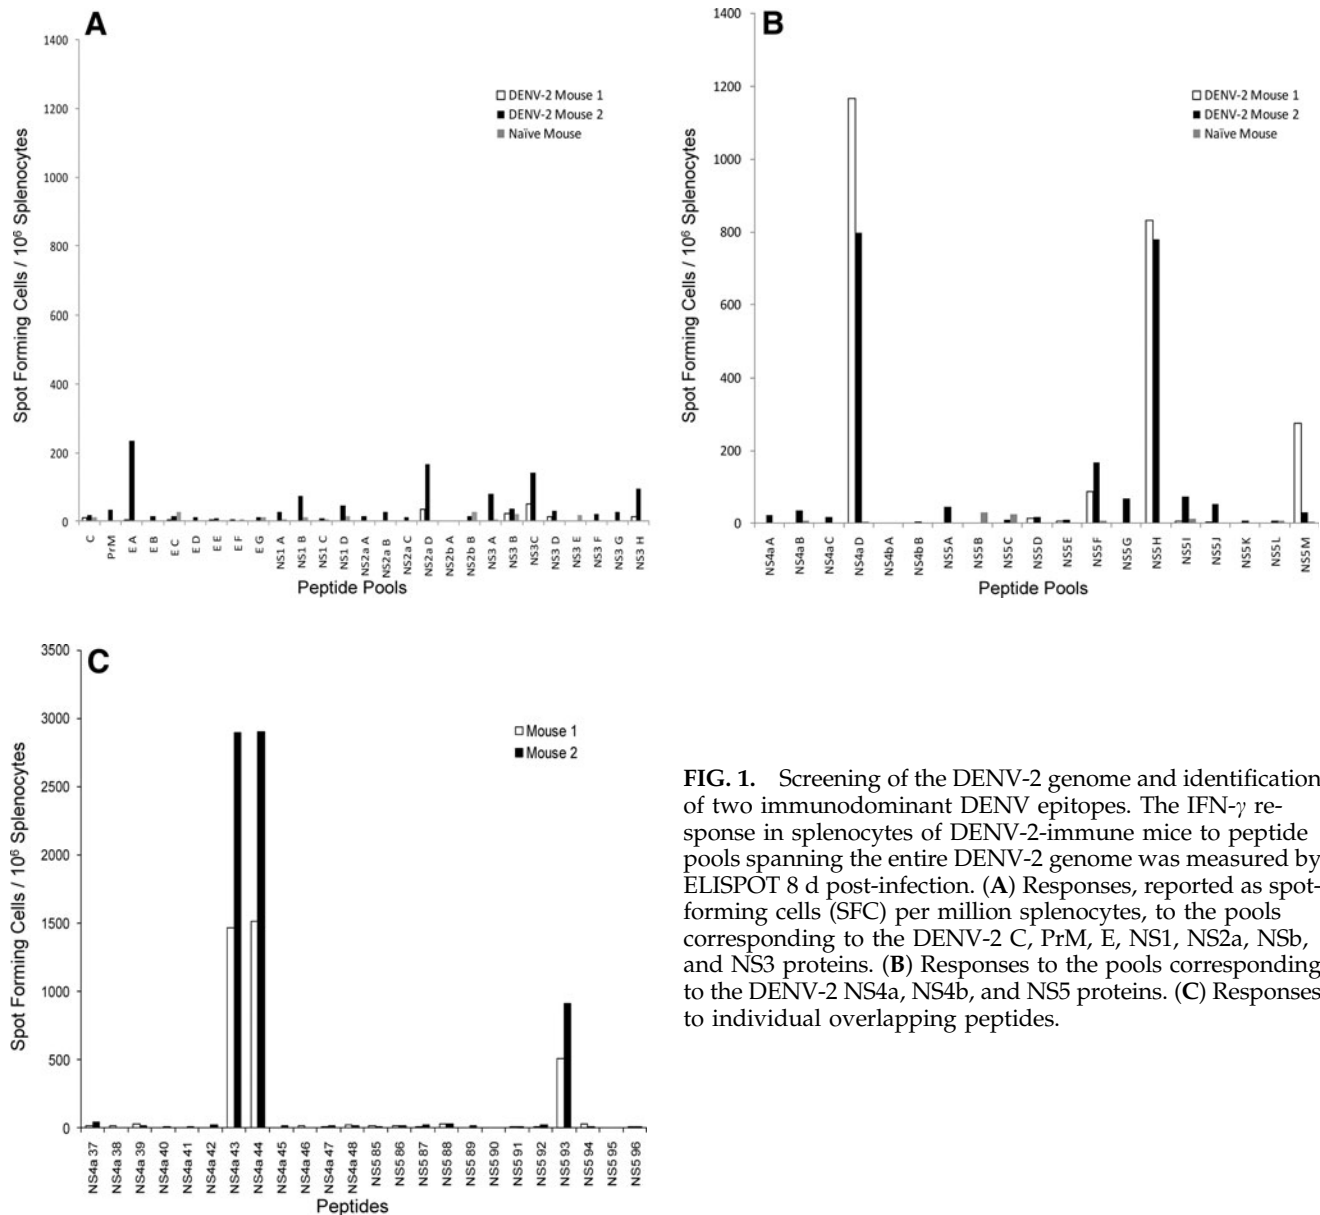 A
1400
1200
1000
800
600
400
200
0
Spot Forming Cells / 10⁶ Splenocytes
DENV-2 Mouse 1
DENV-2 Mouse 2
Naïve Mouse
C
PrM
E A
E B
E C
E D
E E
E F
E G
NS1 A
NS1 B
NS1 C
NS1 D
NS2a A
NS2a B
NS2a C
NS2a D
NS2b A
NS2b B
NS3 A
NS3 B
NS3C
NS3 D
NS3 E
NS3 F
NS3 G
NS3 H
Peptide Pools
B
1400
1200
1000
800
600
400
200
0
Spot Forming Cells / 10⁶ Splenocytes
DENV-2 Mouse 1
DENV-2 Mouse 2
Naïve Mouse
NS4a A
NS4a B
NS4a C
NS4a D
NS4b A
NS4b B
NS5 A
NS5 B
NS5 C
NS5 D
NS5 E
NS5 F
NS5 G
NS5 H
NS5 I
NS5 J
NS5 K
NS5 L
NS5 M
Peptide Pools
C
3500
3000
2500
2000
1500
1000
500
0
Spot Forming Cells / 10⁶ Splenocytes
Mouse 1
Mouse 2
NS4a 37
NS4a 38
NS4a 39
NS4a 40
NS4a 41
NS4a 42
NS4a 43
NS4a 44
NS4a 45
NS4a 46
NS4a 47
NS4a 48
NS5 85
NS5 86
NS5 87
NS5 88
NS5 89
NS5 90
NS5 91
NS5 92
NS5 93
NS5 94
NS5 95
NS5 96
Peptides
FIG. 1. Screening of the DENV-2 genome and identification
of two immunodominant DENV epitopes. The IFN-γ re-
sponse in splenocytes of DENV-2-immune mice to peptide
pools spanning the entire DENV-2 genome was measured by
ELISPOT 8 d post-infection. (A) Responses, reported as spot-
forming cells (SFC) per million splenocytes, to the pools
corresponding to the DENV-2 C, PrM, E, NS1, NS2a, NSb,
and NS3 proteins. (B) Responses to the pools corresponding
to the DENV-2 NS4a, NS4b, and NS5 proteins. (C) Responses
to individual overlapping peptides.